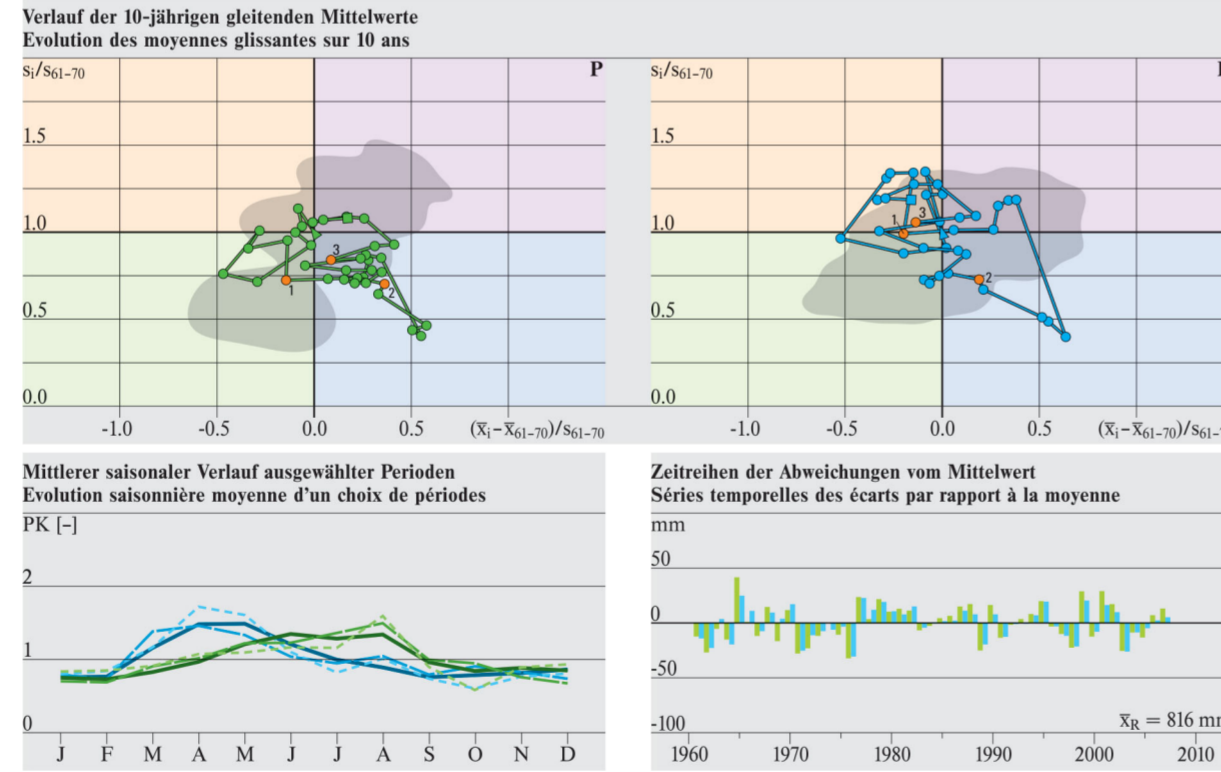 Verlauf der 10-jährigen gleitenden Mittelwerte
Evolution des moyennes glissantes sur 10 ans
si/s61–70
P
1.5
1.0
0.5
0.0
3
1
2
-1.0 -0.5 0.0 0.5 (x̅i–x̅61–70)/s61–70
si/s61–70
1.5
1.0
0.5
0.0
1
3
2
-1.0 -0.5 0.0 0.5 (x̅i–x̅61–
Mittlerer saisonaler Verlauf ausgewählter Perioden
Evolution saisonnière moyenne d’un choix de périodes
PK [–]
2
1
0
J F M A M J J A S O N D
Zeitreihen der Abweichungen vom Mittelwert
Séries temporelles des écarts par rapport à la moyenne
mm
50
0
-50
-100
x̅R = 816 mm
1960 1970 1980 1990 2000 2010